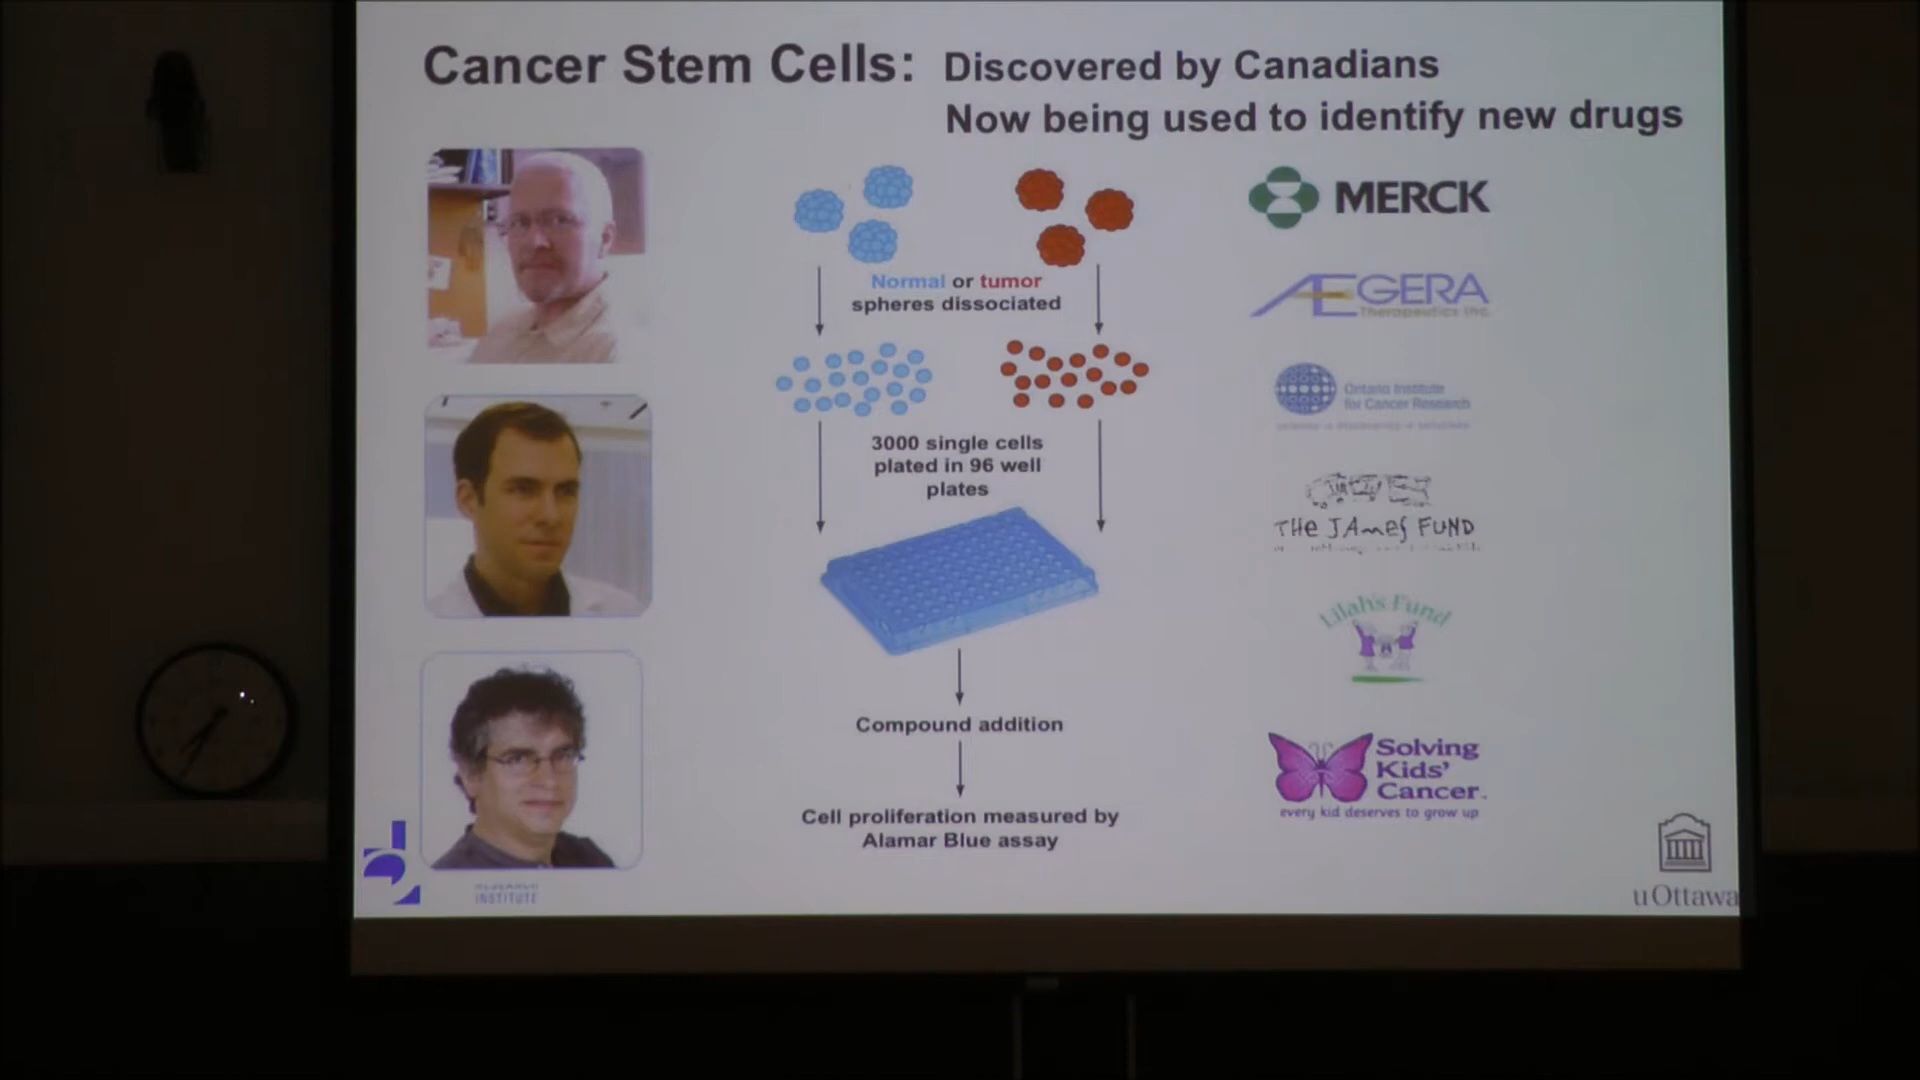 Cancer Stem Cells: Discovered by Canadians
Now being used to identify new drugs
Normal or tumor
spheres dissociated
3000 single cells
plated in 96 well
plates
Compound addition
Cell proliferation measured by
Alamar Blue assay
MERCK
ÆGERA
Therapeutics Inc.
Ontario Institute
for Cancer Research
THe JAmes FUND
Lilah's Fund
Solving
Kids'
Cancer
every kid deserves to grow up
INSTITUTE
uOttawa